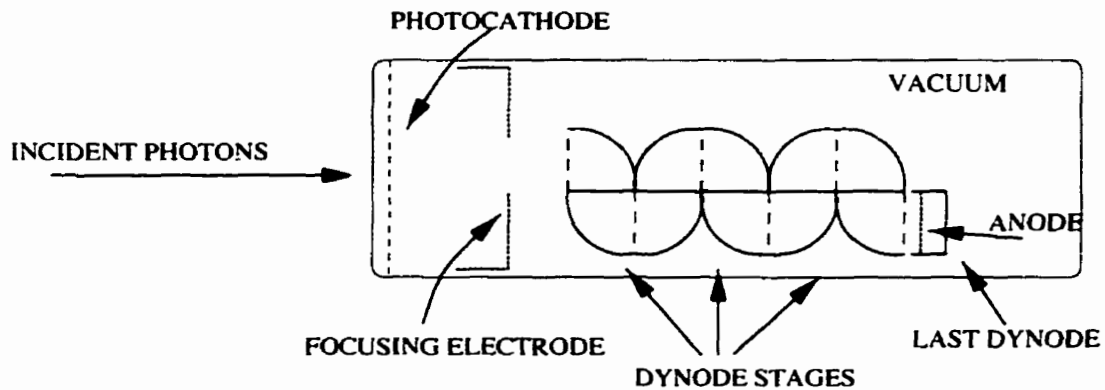 PHOTOCATHODE
VACUUM
INCIDENT PHOTONS
ANODE
LAST DYNODE
FOCUSING ELECTRODE
DYNODE STAGES